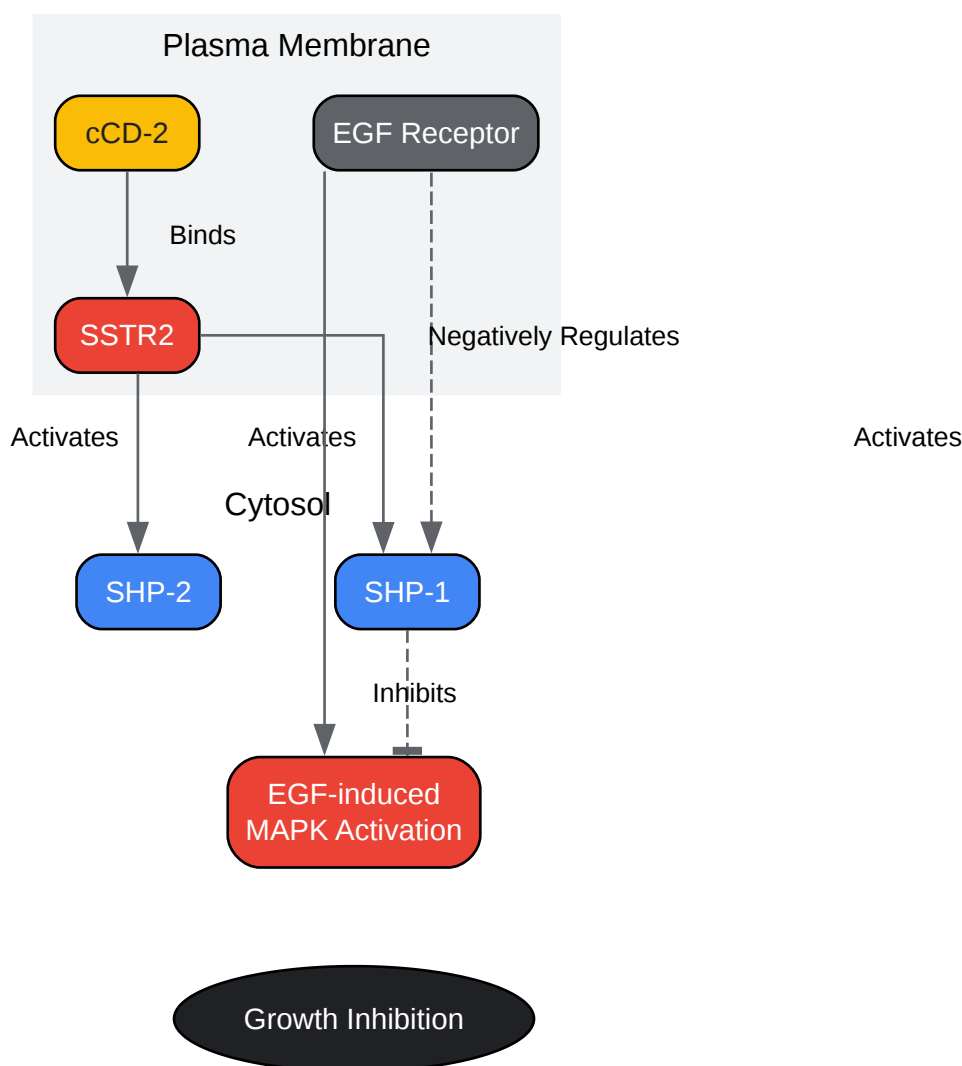 Plasma Membrane
cCD-2
EGF Receptor
Binds
SSTR2
Negatively Regulates
Activates
Activates
Activates
Cytosol
SHP-2
SHP-1
Inhibits
EGF-induced
MAPK Activation
Growth Inhibition